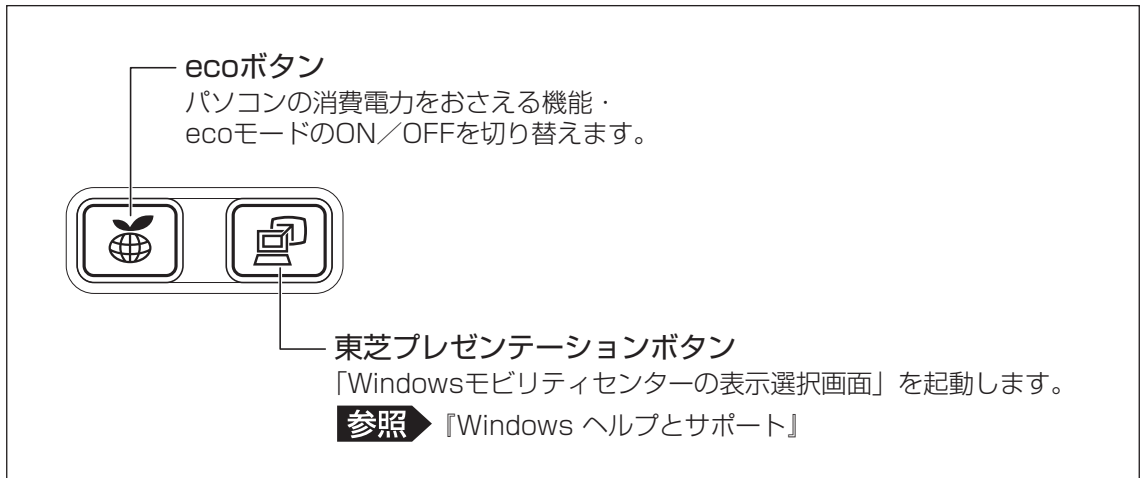 ecoボタン
パソコンの消費電力をおさえる機能・
ecoモードのON／OFFを切り替えます。
東芝プレゼンテーションボタン
「Windowsモビリティセンターの表示選択画面」を起動します。
参照 『Windows ヘルプとサポート』